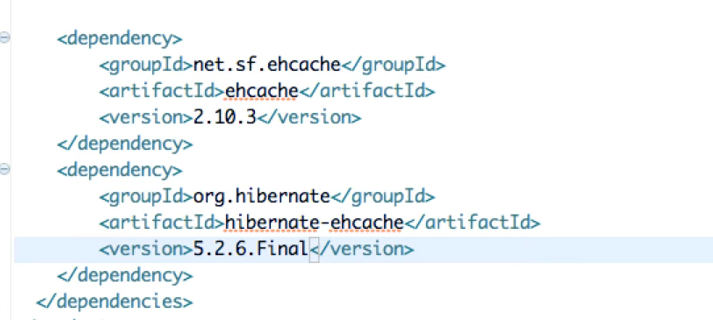 <dependency>
<groupId>net.sf.ehcache</groupId>
<artifactId>ehcache</artifactId>
<version>2.10.3</version>
</dependency>
<dependency>
<groupId>org.hibernate</groupId>
<artifactId>hibernate-ehcache</artifactId>
<version>5.2.6.Final</version>
</dependency>
</dependencies>